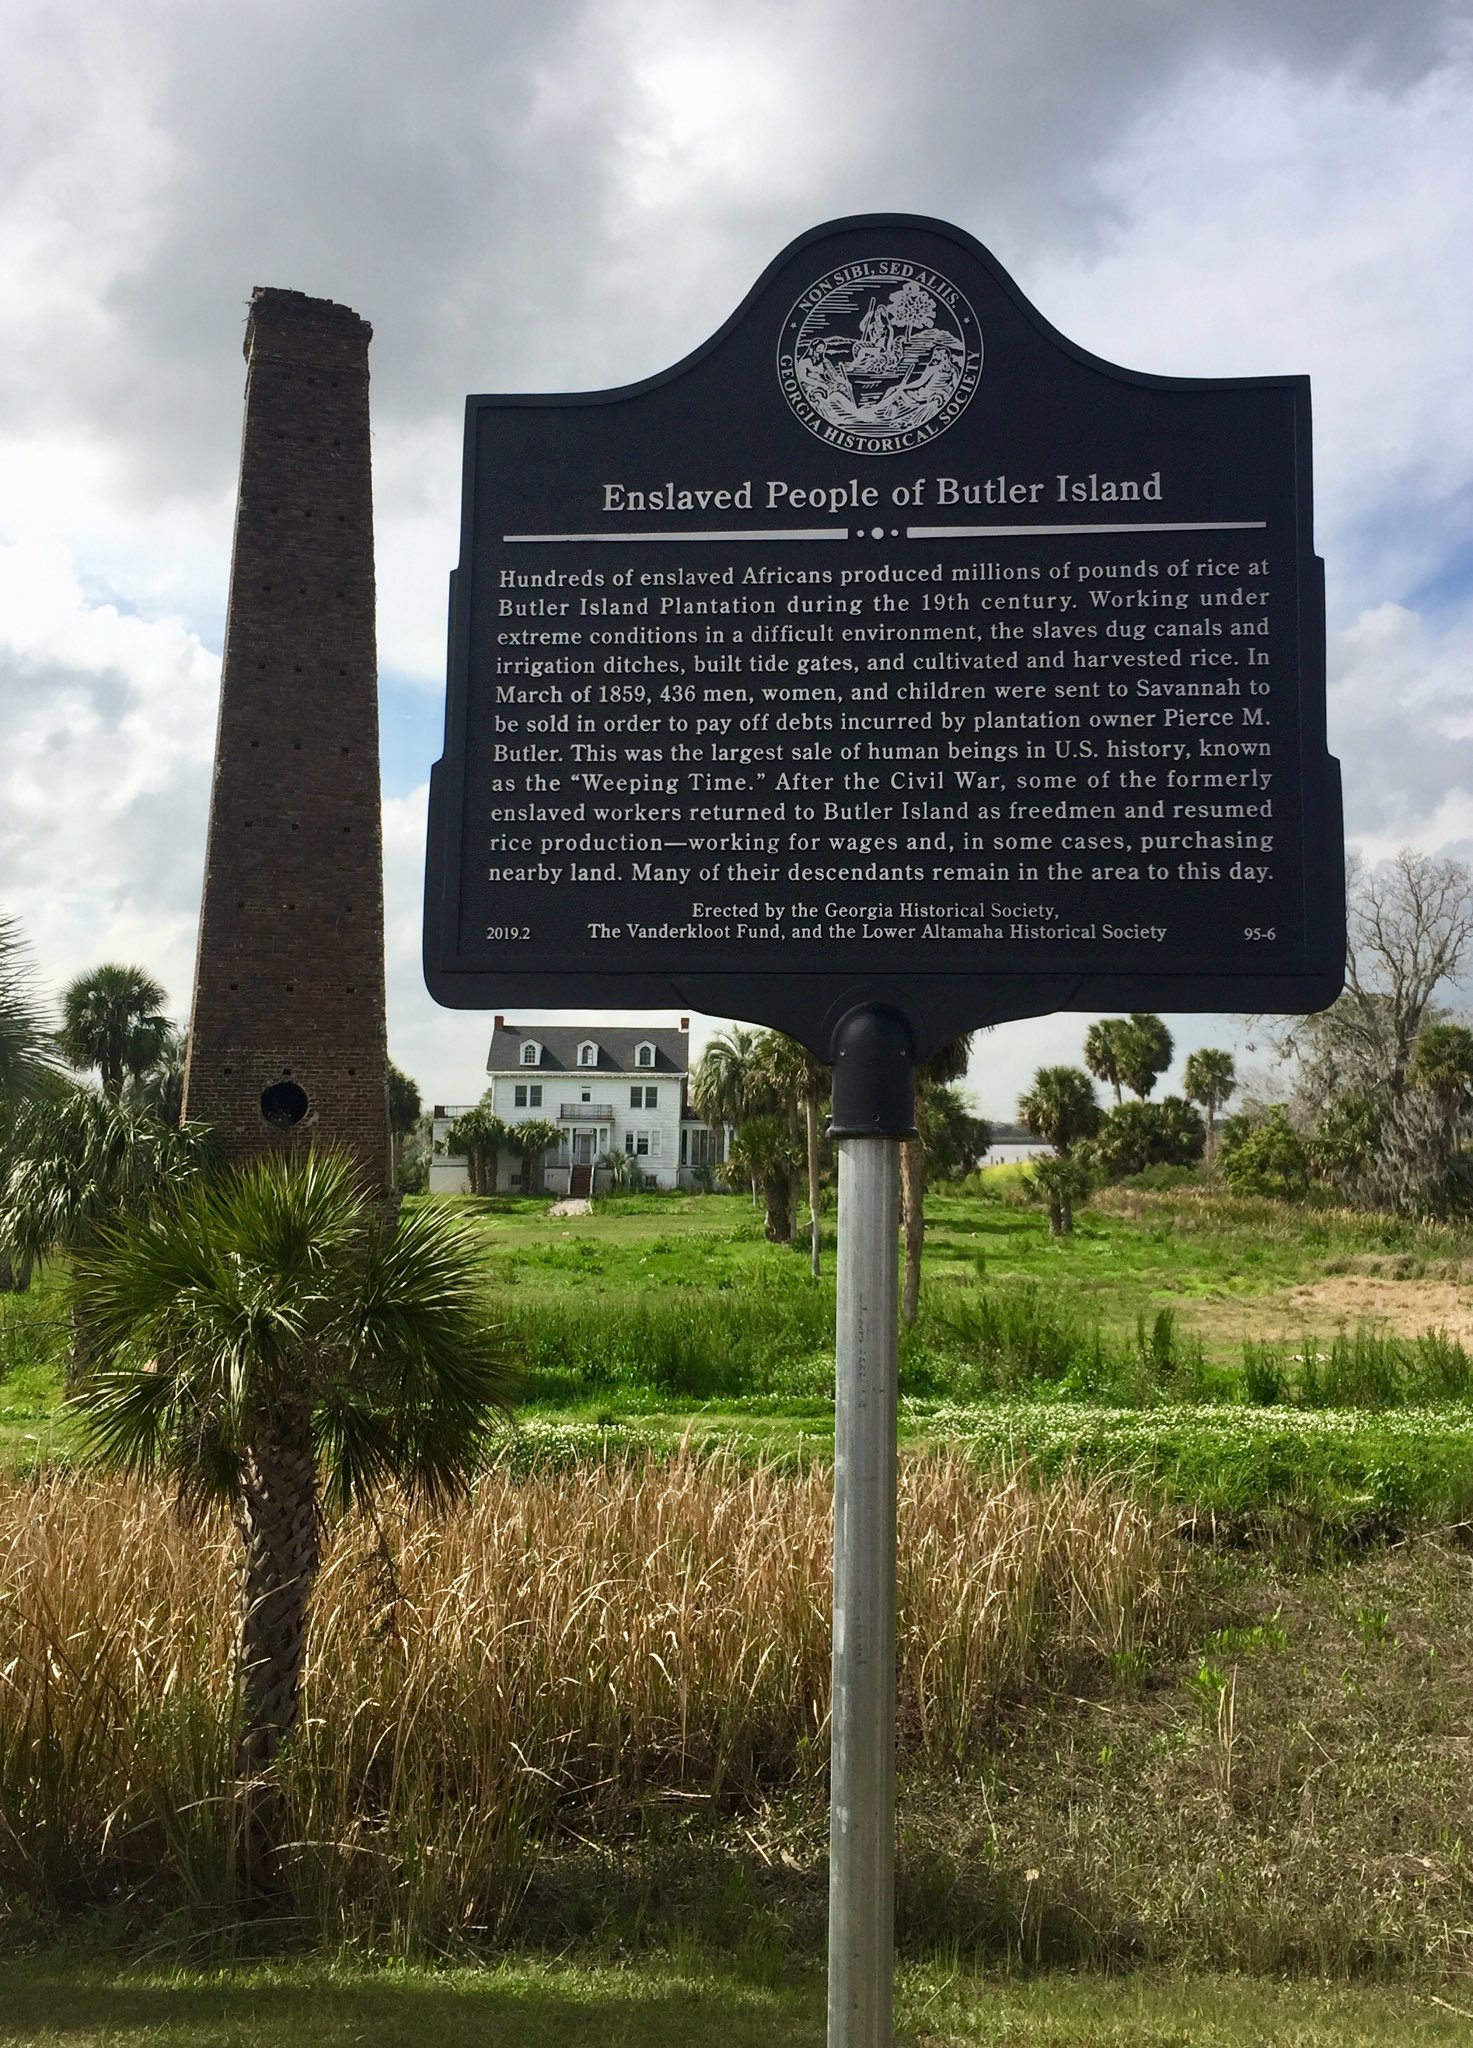 NON SIBI, SED ALIIS.
GEORGIA HISTORICAL SOCIETY
Enslaved People of Butler Island
Hundreds of enslaved Africans produced millions of pounds of rice at
Butler Island Plantation during the 19th century. Working under
extreme conditions in a difficult environment, the slaves dug canals and
irrigation ditches, built tide gates, and cultivated and harvested rice. In
March of 1859, 436 men, women, and children were sent to Savannah to
be sold in order to pay off debts incurred by plantation owner Pierce M.
Butler. This was the largest sale of human beings in U.S. history, known
as the “Weeping Time.” After the Civil War, some of the formerly
enslaved workers returned to Butler Island as freedmen and resumed
rice production—working for wages and, in some cases, purchasing
nearby land. Many of their descendants remain in the area to this day.
Erected by the Georgia Historical Society,
2019.2 The Vanderkloot Fund, and the Lower Altamaha Historical Society 95-6